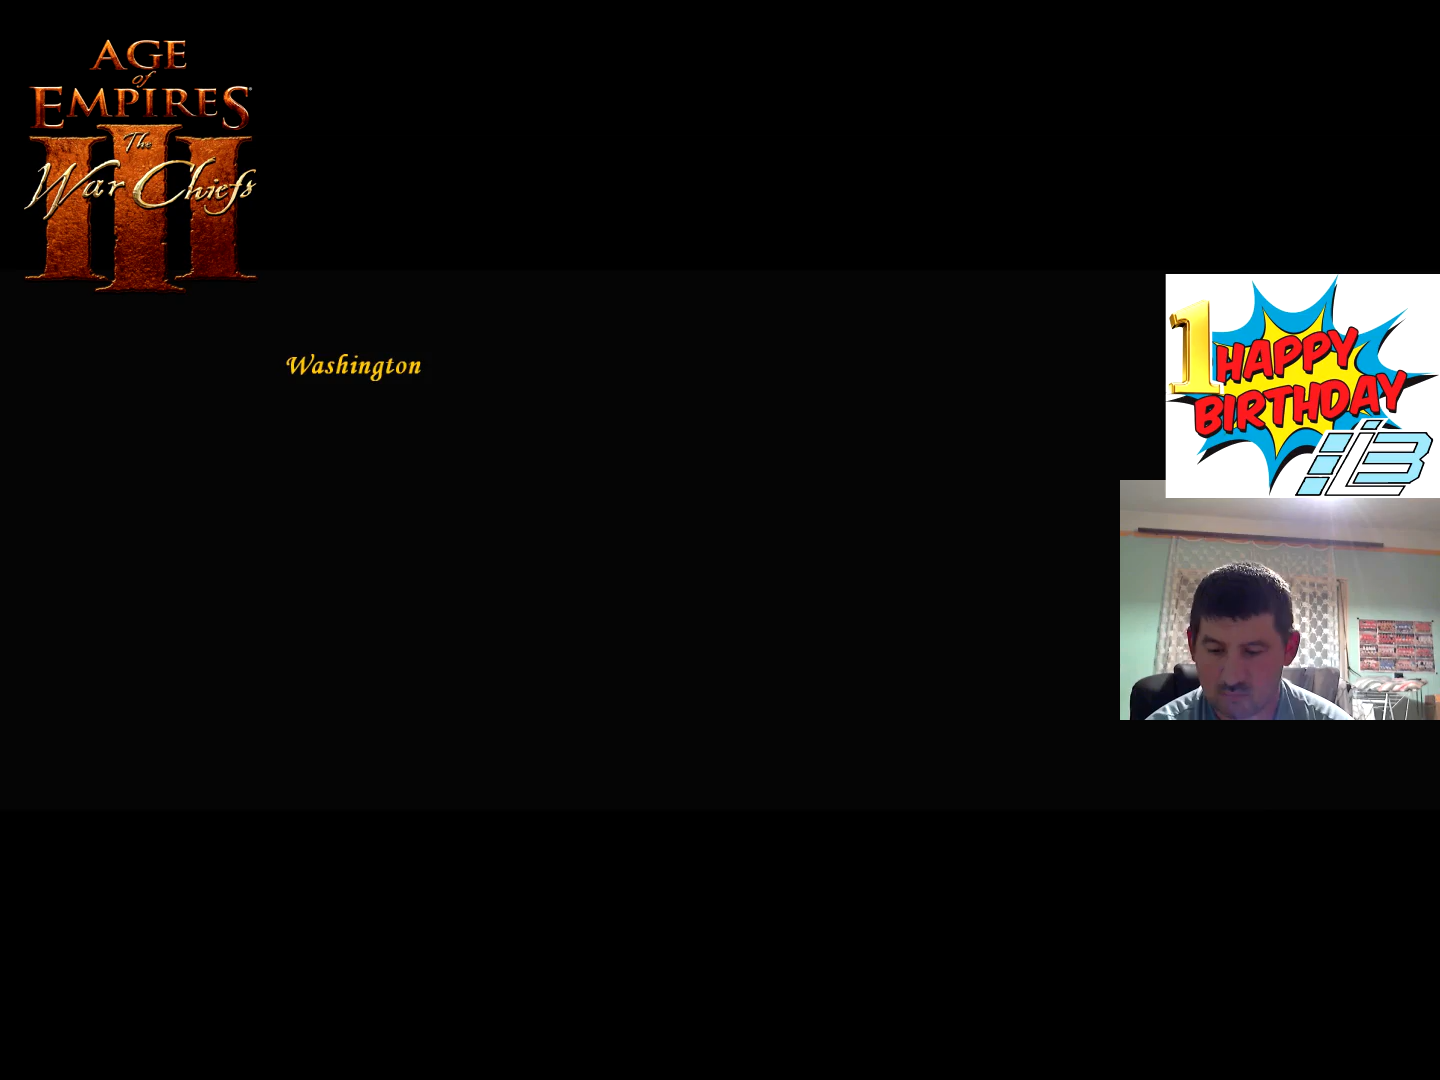 AGE
of
EMPIRES
III
The
War Chiefs
Washington
1
HAPPY
BIRTHDAY